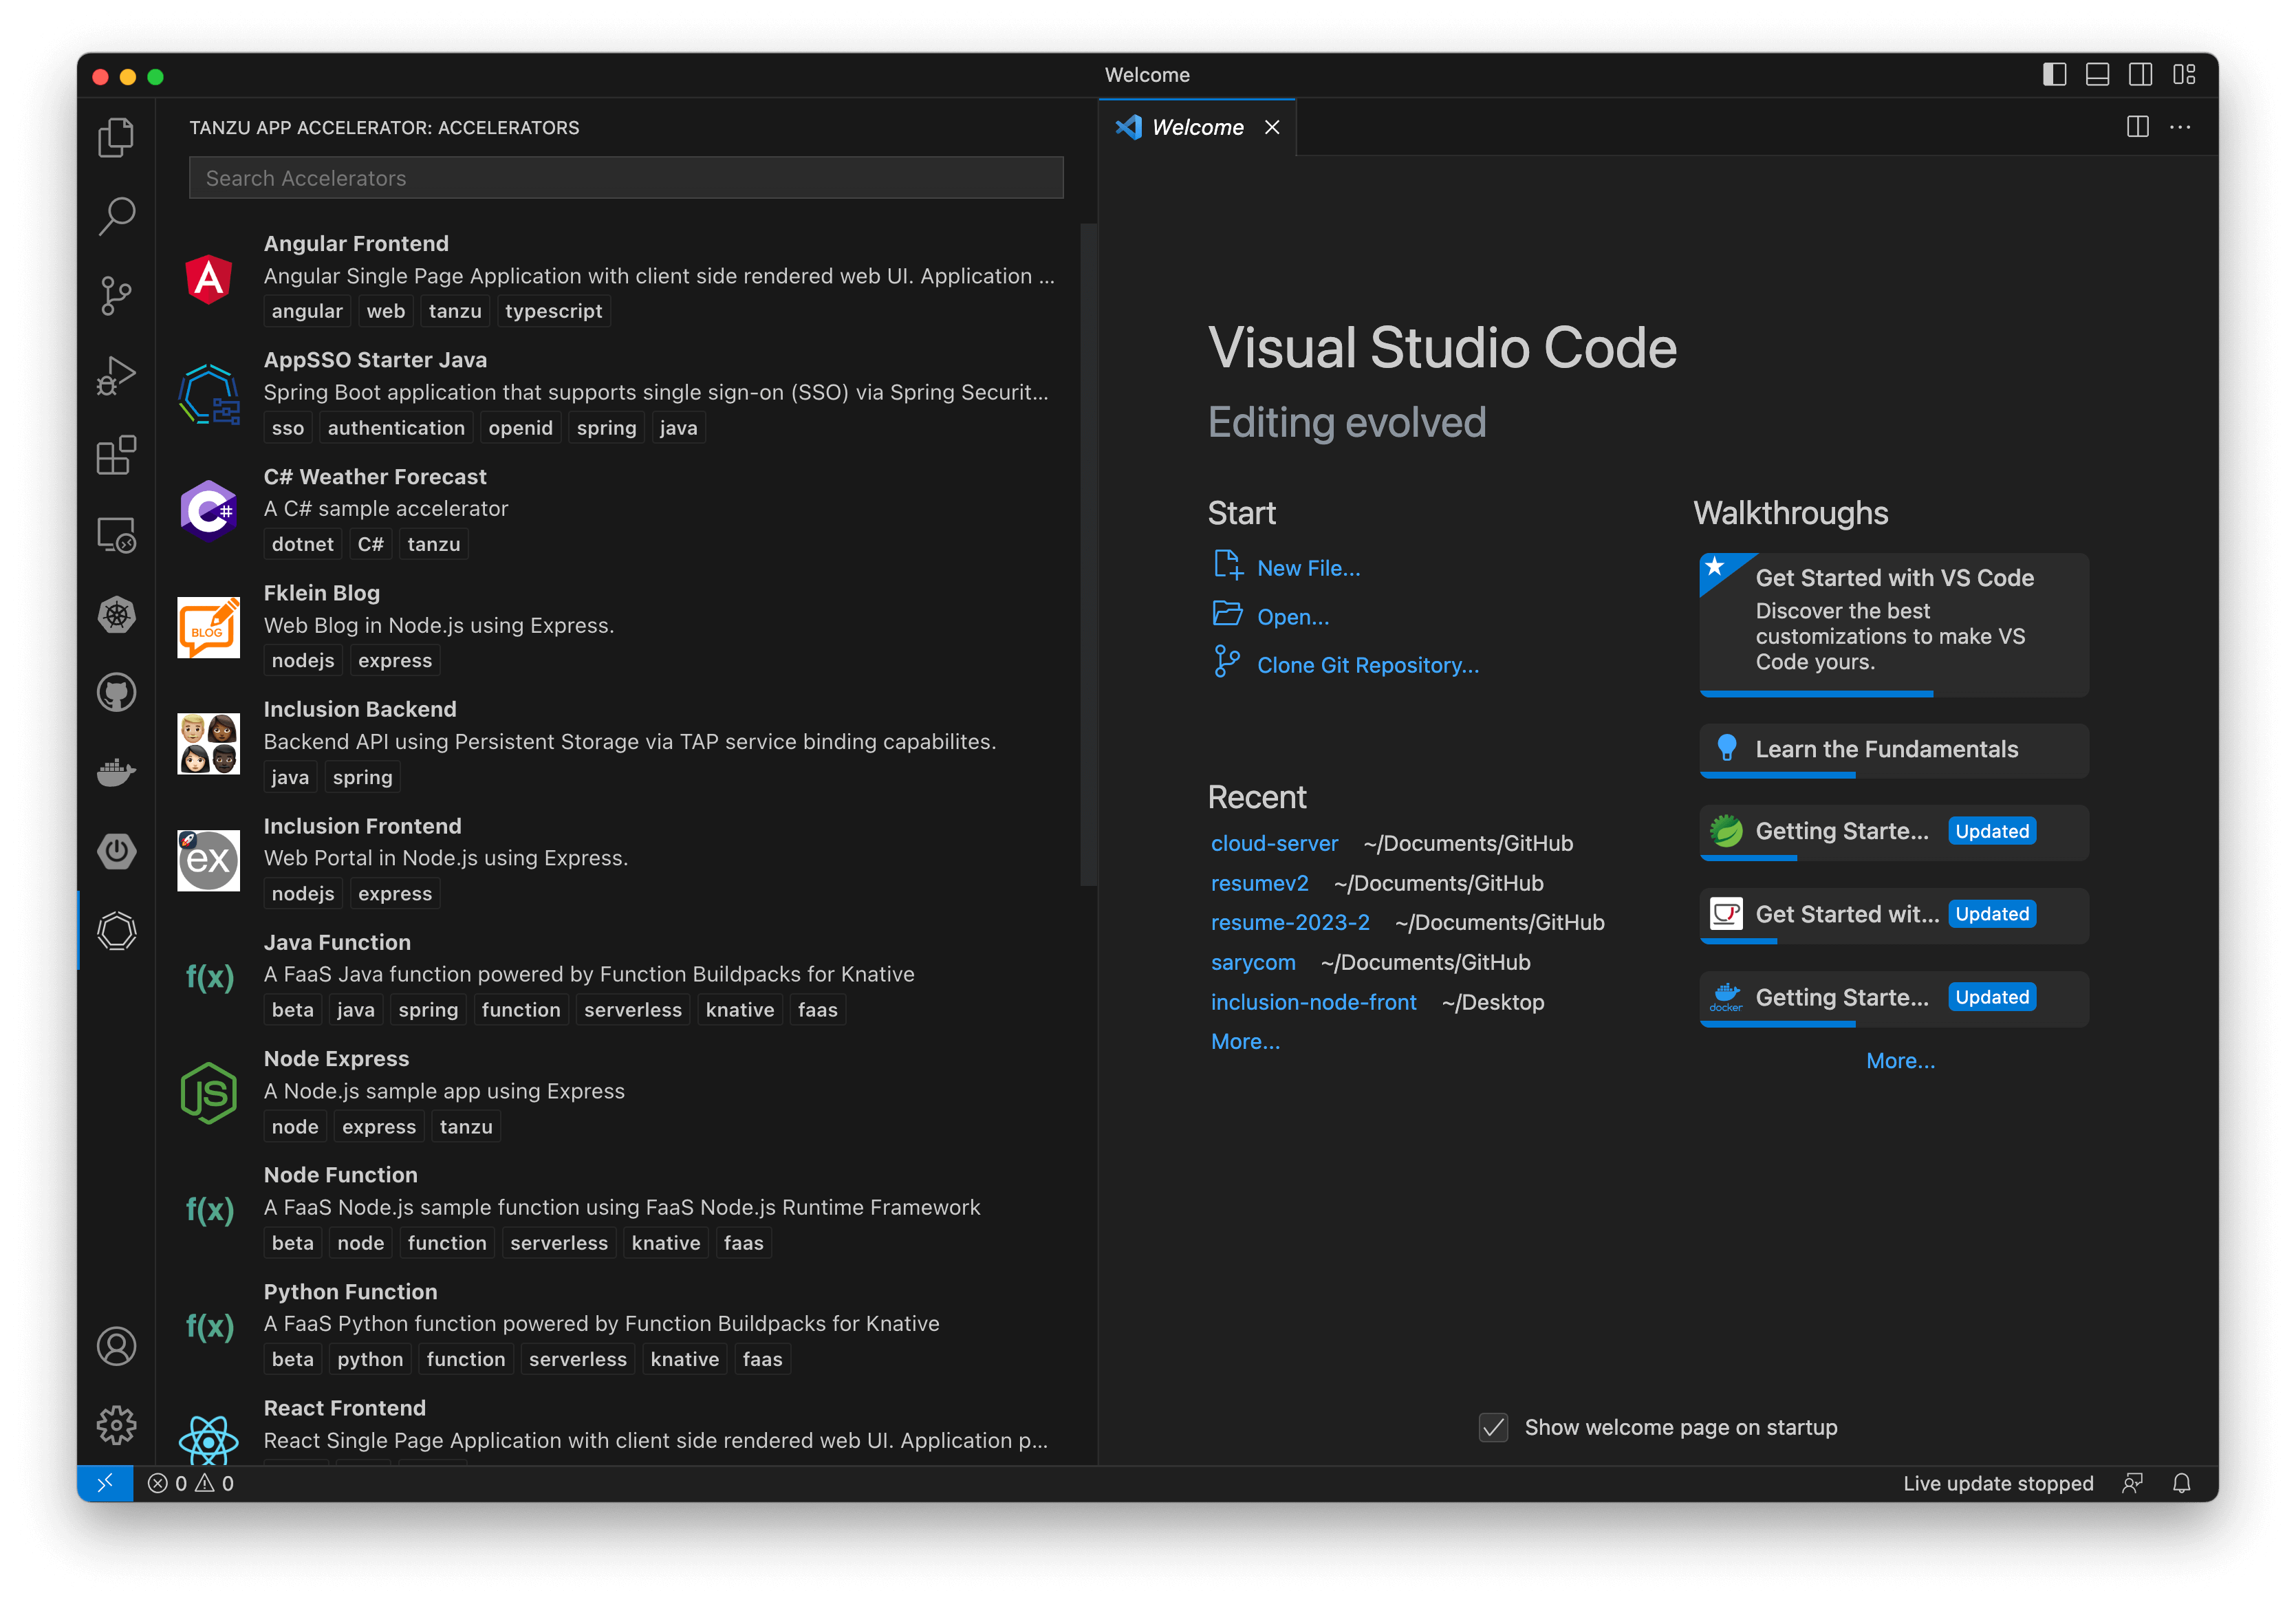 Welcome
TANZU APP ACCELERATOR: ACCELERATORS
Search Accelerators
Angular Frontend
Angular Single Page Application with client side rendered web UI. Application ...
angular web tanzu typescript
AppSSO Starter Java
Spring Boot application that supports single sign-on (SSO) via Spring Securit...
sso authentication openid spring java
C# Weather Forecast
A C# sample accelerator
dotnet C# tanzu
BLOG
Fklein Blog
Web Blog in Node.js using Express.
nodejs express
Inclusion Backend
Backend API using Persistent Storage via TAP service binding capabilites.
java spring
ex
Inclusion Frontend
Web Portal in Node.js using Express.
nodejs express
f(x)
Java Function
A FaaS Java function powered by Function Buildpacks for Knative
beta java spring function serverless knative faas
JS
Node Express
A Node.js sample app using Express
node express tanzu
f(x)
Node Function
A FaaS Node.js sample function using FaaS Node.js Runtime Framework
beta node function serverless knative faas
f(x)
Python Function
A FaaS Python function powered by Function Buildpacks for Knative
beta python function serverless knative faas
React Frontend
React Single Page Application with client side rendered web UI. Application p...
Welcome
Visual Studio Code
Editing evolved
Start
New File...
Open...
Clone Git Repository...
Recent
cloud-server ~/Documents/GitHub
resumev2 ~/Documents/GitHub
resume-2023-2 ~/Documents/GitHub
sarycom ~/Documents/GitHub
inclusion-node-front ~/Desktop
More...
Walkthroughs
Get Started with VS Code
Discover the best
customizations to make VS
Code yours.
Learn the Fundamentals
Getting Starte... Updated
Get Started wit... Updated
docker
Getting Starte... Updated
More...
Show welcome page on startup
0 0
Live update stopped